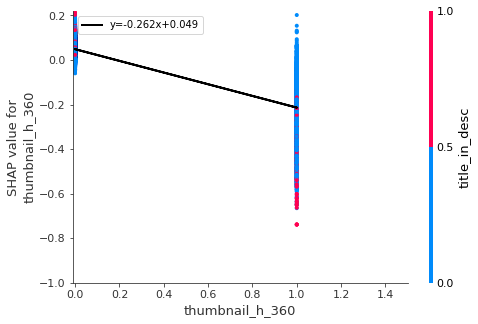 y=-0.262x+0.049
0.2
0.0
−0.2
−0.4
−0.6
−0.8
−1.0
SHAP value for
thumbnail_h_360
0.0 0.2 0.4 0.6 0.8 1.0 1.2 1.4
thumbnail_h_360
1.0
0.5
0.0
title_in_desc